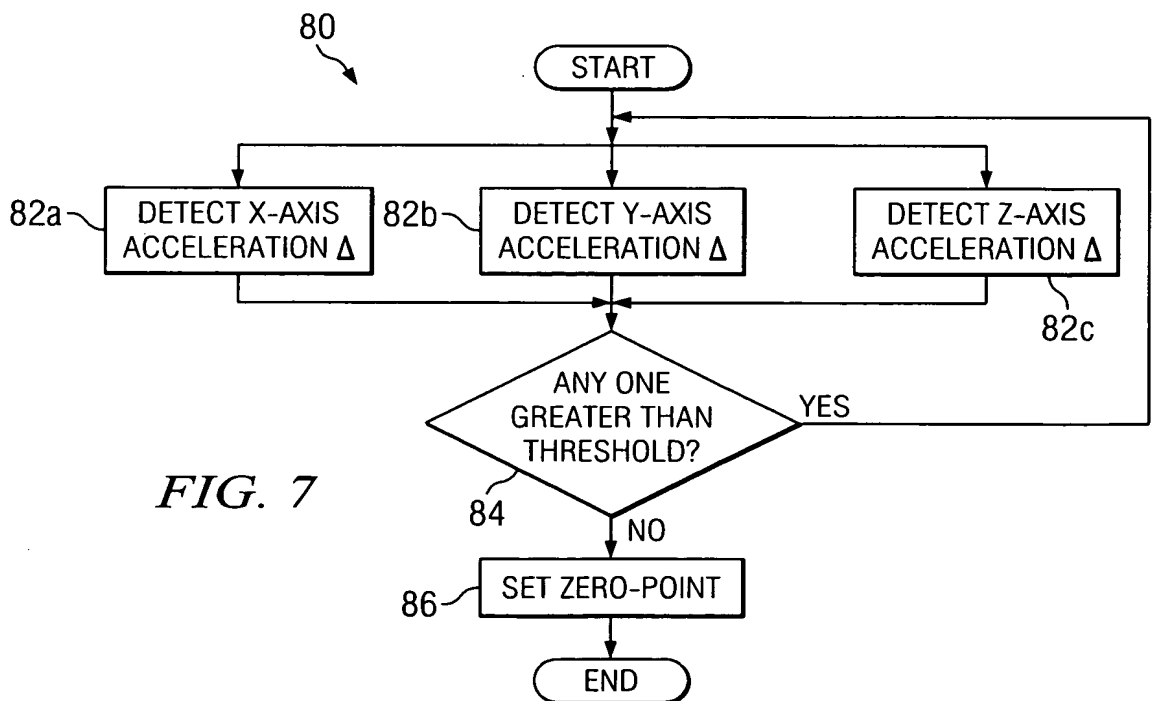 80
START
82a
DETECT X-AXIS
ACCELERATION Δ
82b
DETECT Y-AXIS
ACCELERATION Δ
DETECT Z-AXIS
ACCELERATION Δ
82c
ANY ONE
GREATER THAN
THRESHOLD?
YES
84
FIG. 7
NO
86
SET ZERO-POINT
END